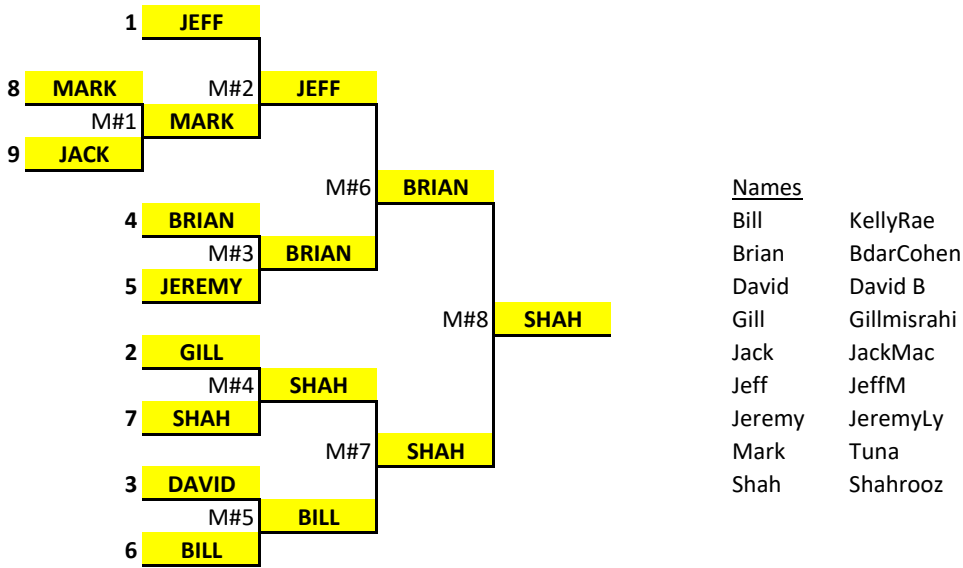 1 JEFF
8 MARK M#2 JEFF
M#1 MARK
9 JACK
M#6 BRIAN Names
4 BRIAN Bill KellyRae
M#3 BRIAN Brian BdarCohen
5 JEREMY David David B
M#8 SHAH Gill Gillmisrahi
2 GILL Jack JackMac
M#4 SHAH Jeff JeffM
7 SHAH Jeremy JeremyLy
M#7 SHAH Mark Tuna
3 DAVID Shah Shahrooz
M#5 BILL
6 BILL